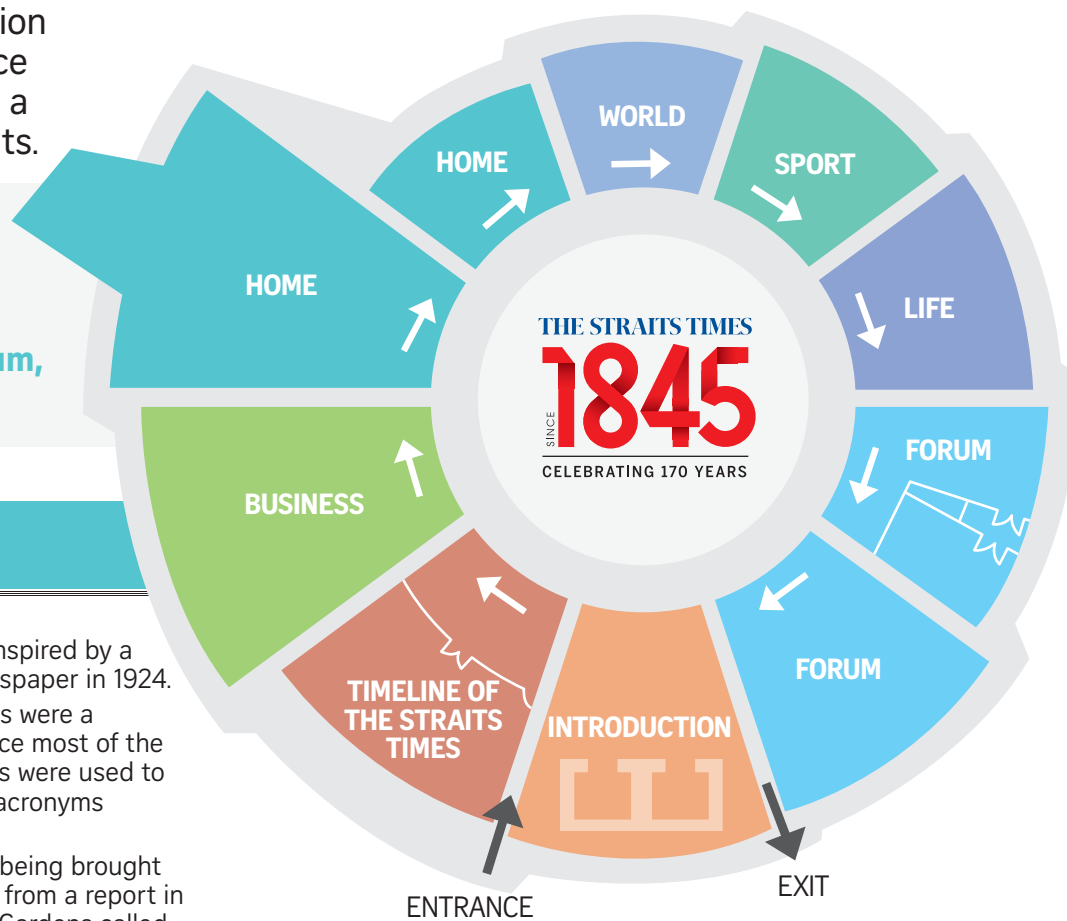 ion
ce
a
ts.
um,
nspired by a
spaper in 1924.
s were a
ce most of the
s were used to
acronyms
being brought
from a report in
WORLD
HOME
SPORT
HOME
LIFE
THE STRAITS TIMES
SINCE
1845
CELEBRATING 170 YEARS
FORUM
BUSINESS
FORUM
TIMELINE OF
THE STRAITS
TIMES
INTRODUCTION
ENTRANCE
EXIT